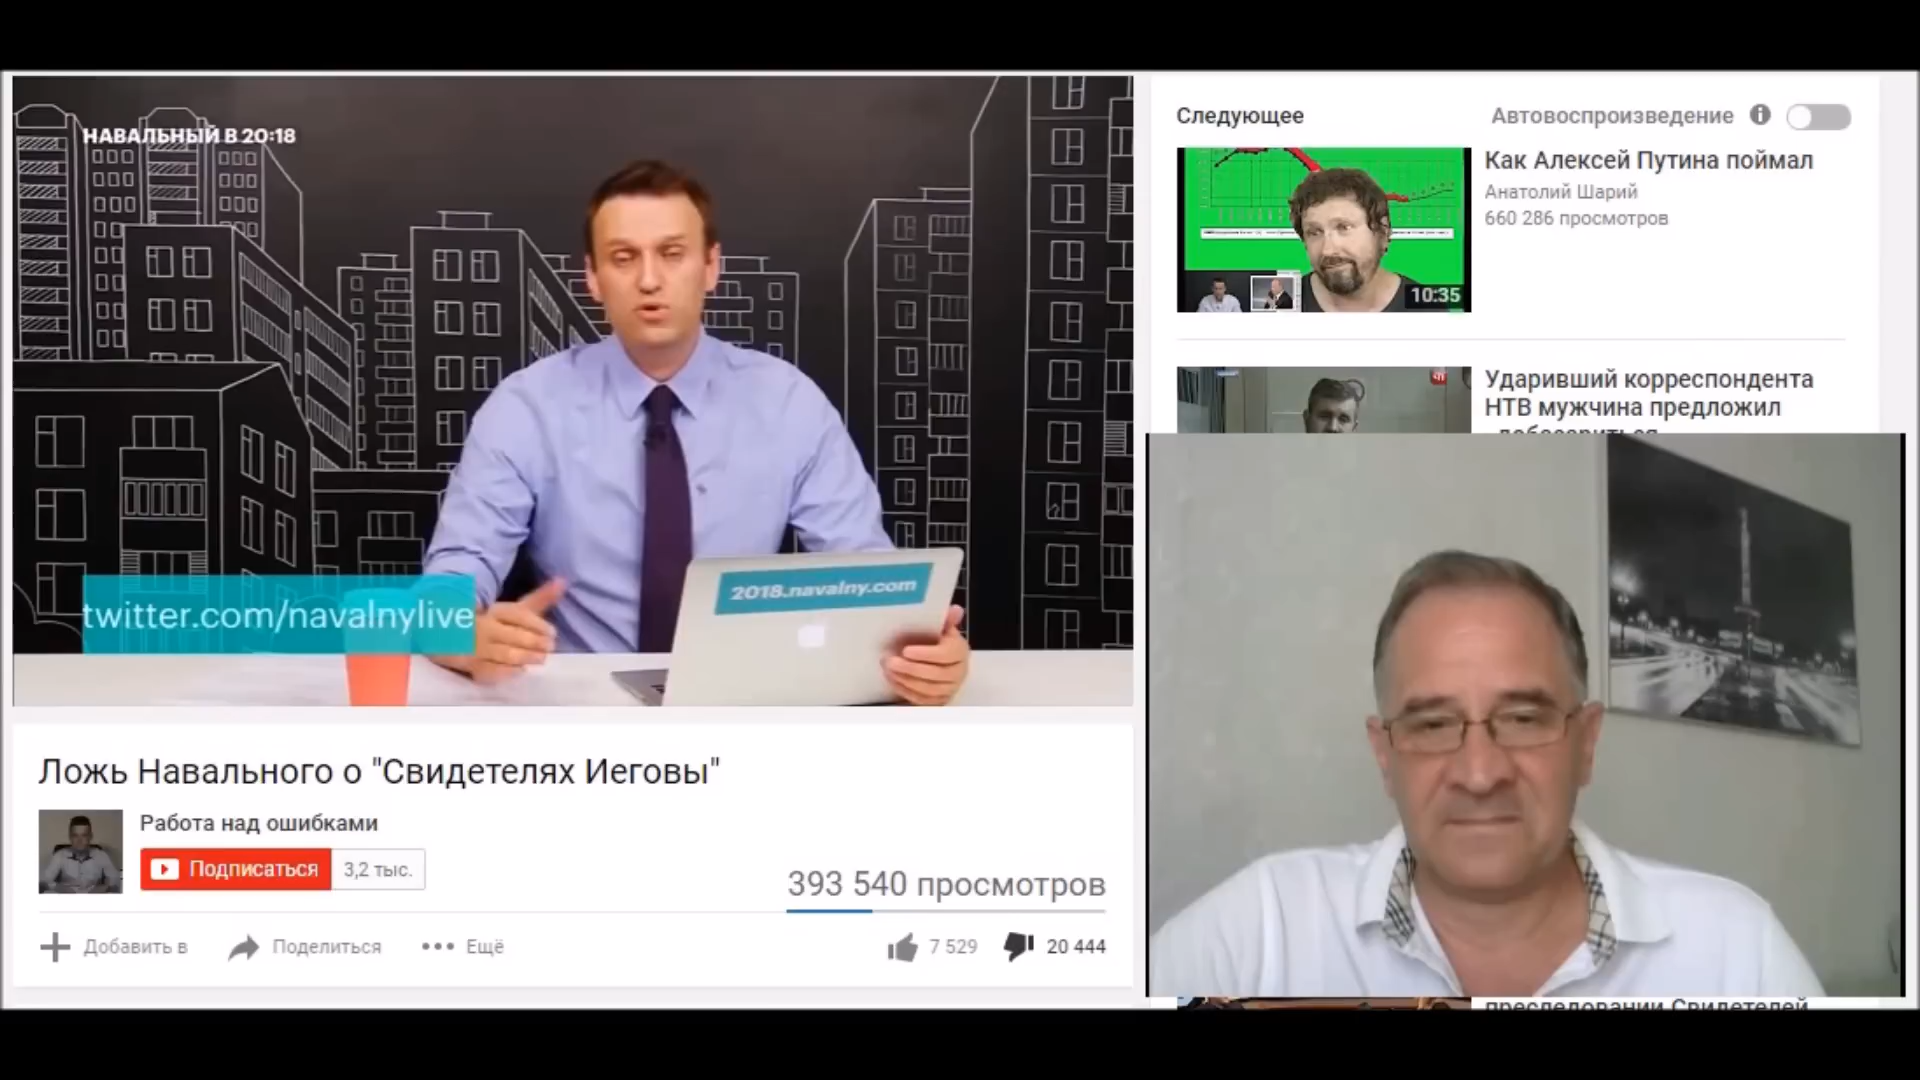 НАВАЛЬНЫЙ В 20:18
twitter.com/navalnylive
2018.navalny.com
Ложь Навального о "Свидетелях Иеговы"
Работа над ошибками
Подписаться
3,2 тыс.
393 540 просмотров
Добавить в
Поделиться
Ещё
7 529
20 444
Следующее
Автовоспроизведение
Как Алексей Путина поймал
Анатолий Шарий
660 286 просмотров
10:35
Ударивший корреспондента
НТВ мужчина предложил
преследовании Свидетелей